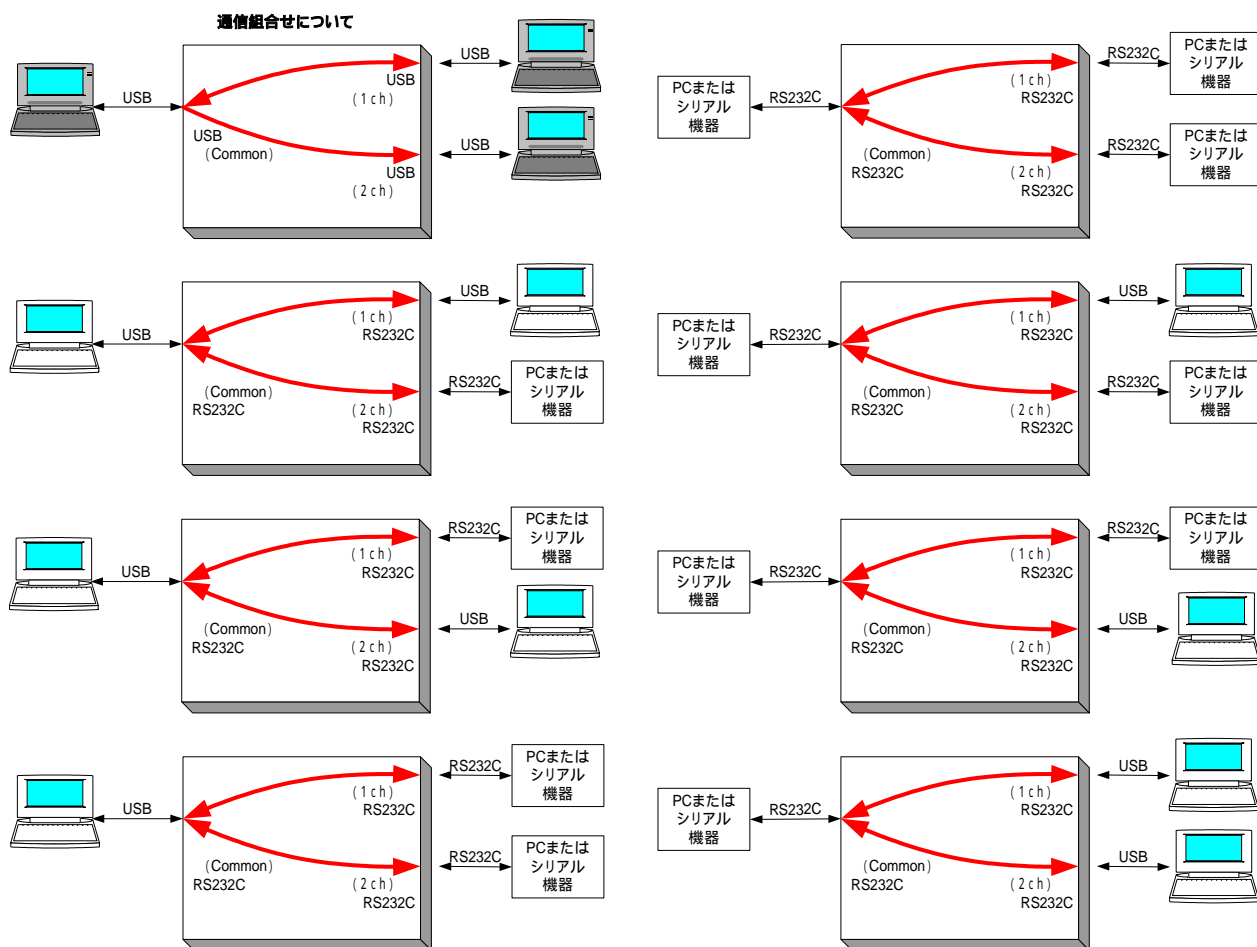 通信組合せについて
USB
USB
(Common)
USB
(1ch)
USB
(2ch)
USB
USB
PCまたは
シリアル
機器
RS232C
(Common)
RS232C
(1ch)
RS232C
(2ch)
RS232C
RS232C
PCまたは
シリアル
機器
RS232C
PCまたは
シリアル
機器
USB
(Common)
RS232C
(1ch)
RS232C
(2ch)
RS232C
USB
RS232C
PCまたは
シリアル
機器
PCまたは
シリアル
機器
RS232C
(Common)
RS232C
(1ch)
RS232C
(2ch)
RS232C
USB
RS232C
PCまたは
シリアル
機器
USB
(Common)
RS232C
(1ch)
RS232C
(2ch)
RS232C
RS232C
PCまたは
シリアル
機器
USB
PCまたは
シリアル
機器
RS232C
(Common)
RS232C
(1ch)
RS232C
(2ch)
RS232C
RS232C
PCまたは
シリアル
機器
USB
USB
(Common)
RS232C
(1ch)
RS232C
(2ch)
RS232C
RS232C
PCまたは
シリアル
機器
RS232C
PCまたは
シリアル
機器
PCまたは
シリアル
機器
RS232C
(Common)
RS232C
(1ch)
RS232C
(2ch)
RS232C
USB
USB